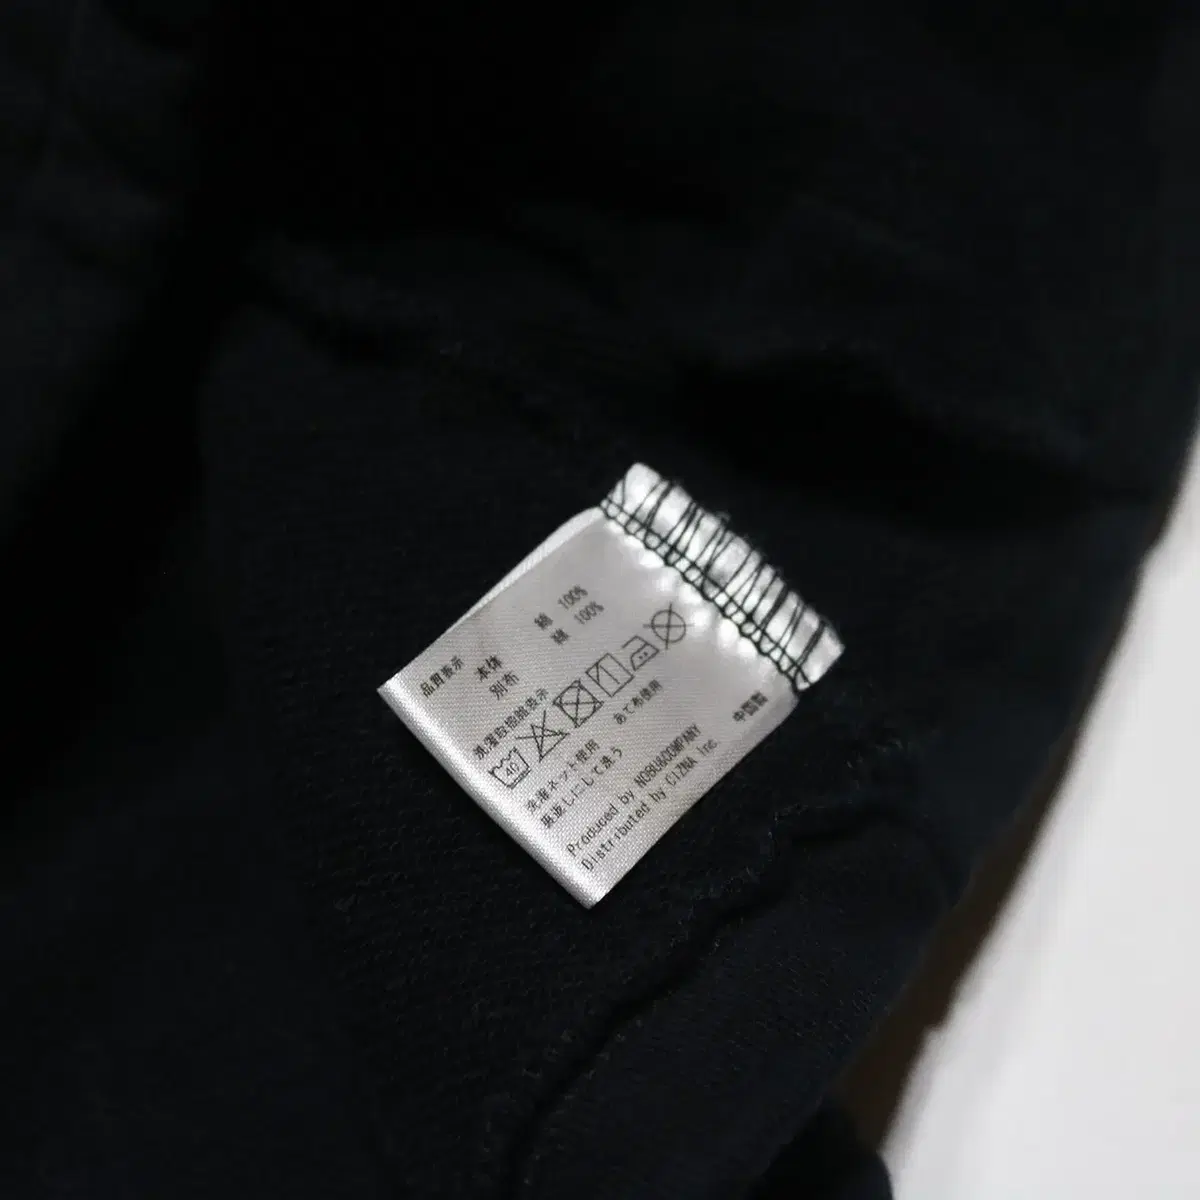 品質表示
本体 綿 100%
別布 綿 100%
洗濯取扱絵表示
40
洗濯ネット使用 あて布使用
裏返しにして洗う
Produced by NOBUACOMPANY
Distributed by CIZNA Inc.
中国製